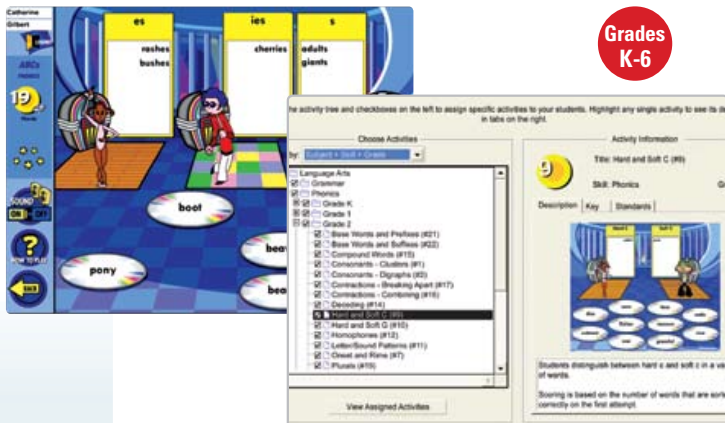 Catherine
Gilbert
ABCs
PHONICS
19
Words
SOUND
ON
OFF
?
HOW TO PLAY
BACK
es
ies
s
rashes
bushes
cherries
adults
giants
boot
pony
bea
bea
Grades
K-6
he activity tree and checkboxes on the left to assign specific activities to your students. Highlight any single activity to see its
in tabs on the right.
Choose Activities
by: Subject > Skill > Grade
Language Arts
Grammar
Phonics
Grade K
Grade 1
Grade 2
Base Words and Prefixes (#21)
Base Words and Suffixes (#22)
Compound Words (#15)
Consonants - Clusters (#1)
Consonants - Digraphs (#2)
Contractions - Breaking Apart (#17)
Contractions - Combining (#16)
Decoding (#14)
Hard and Soft C (#9)
Hard and Soft G (#10)
Homophones (#12)
Letter/Sound Patterns (#11)
Onset and Rime (#7)
Plurals (#19)
View Assigned Activities
Activity Information
9
Title: Hard and Soft C (#9)
Skill: Phonics
G
Description
Key
Standards
Hard C
Soft C
Students distinguish between hard c and soft c in a va
of words.
Scoring is based on the number of words that are sorte
correctly on the first attempt.